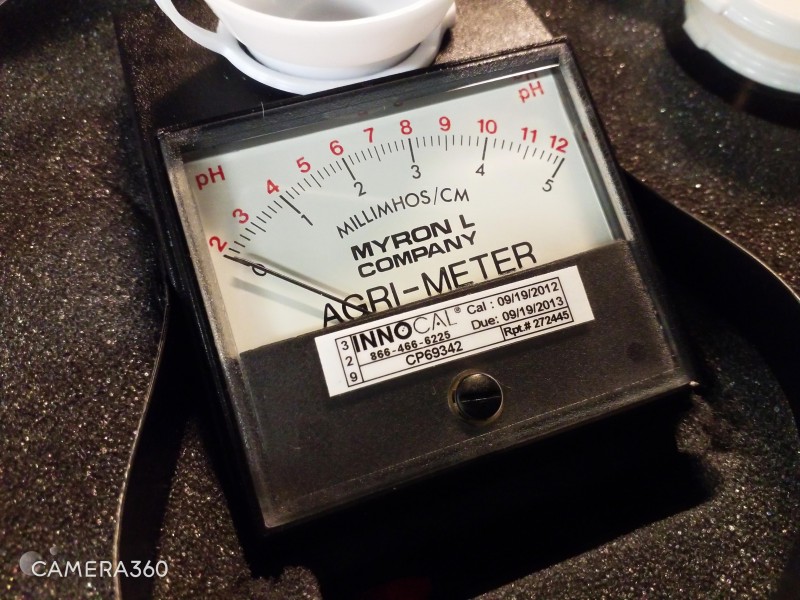 pH
pH
2 3 4 5 6 7 8 9 10 11 12
0 1 2 3 4 5
MILLIMHOS/CM
MYRON L
COMPANY
AGRI-METER
3
2
9
INNOCAL®
866-466-6225
CP69342
Cal : 09/19/2012
Due: 09/19/2013
Rpt.# 272445
CAMERA360